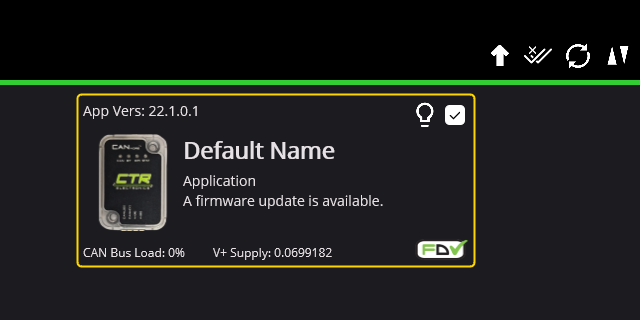 App Vers: 22.1.0.1
CANivore
CTR
ELECTRONICS
Default Name
Application
A firmware update is available.
CAN Bus Load: 0%
V+ Supply: 0.0699182
FDV